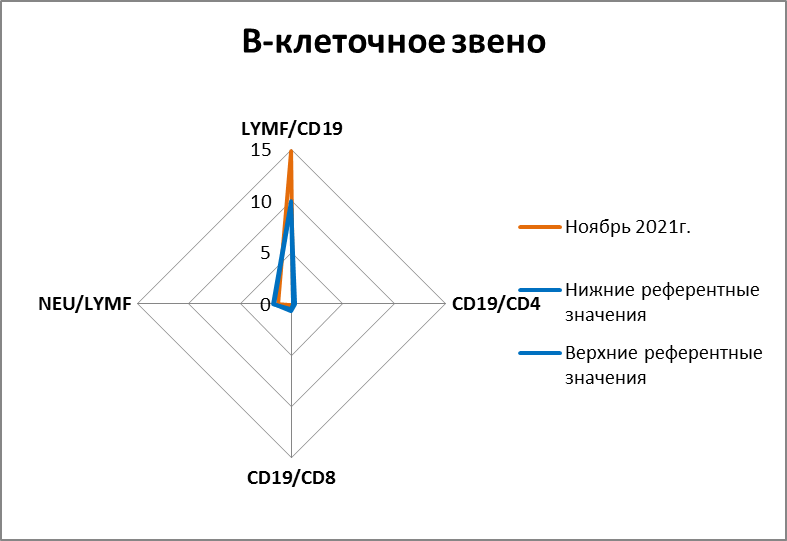 В-клеточное звено
LYMF/CD19
15
10
5
0
NEU/LYMF
CD19/CD4
CD19/CD8
Ноябрь 2021г.
Нижние референтные
значения
Верхние референтные
значения